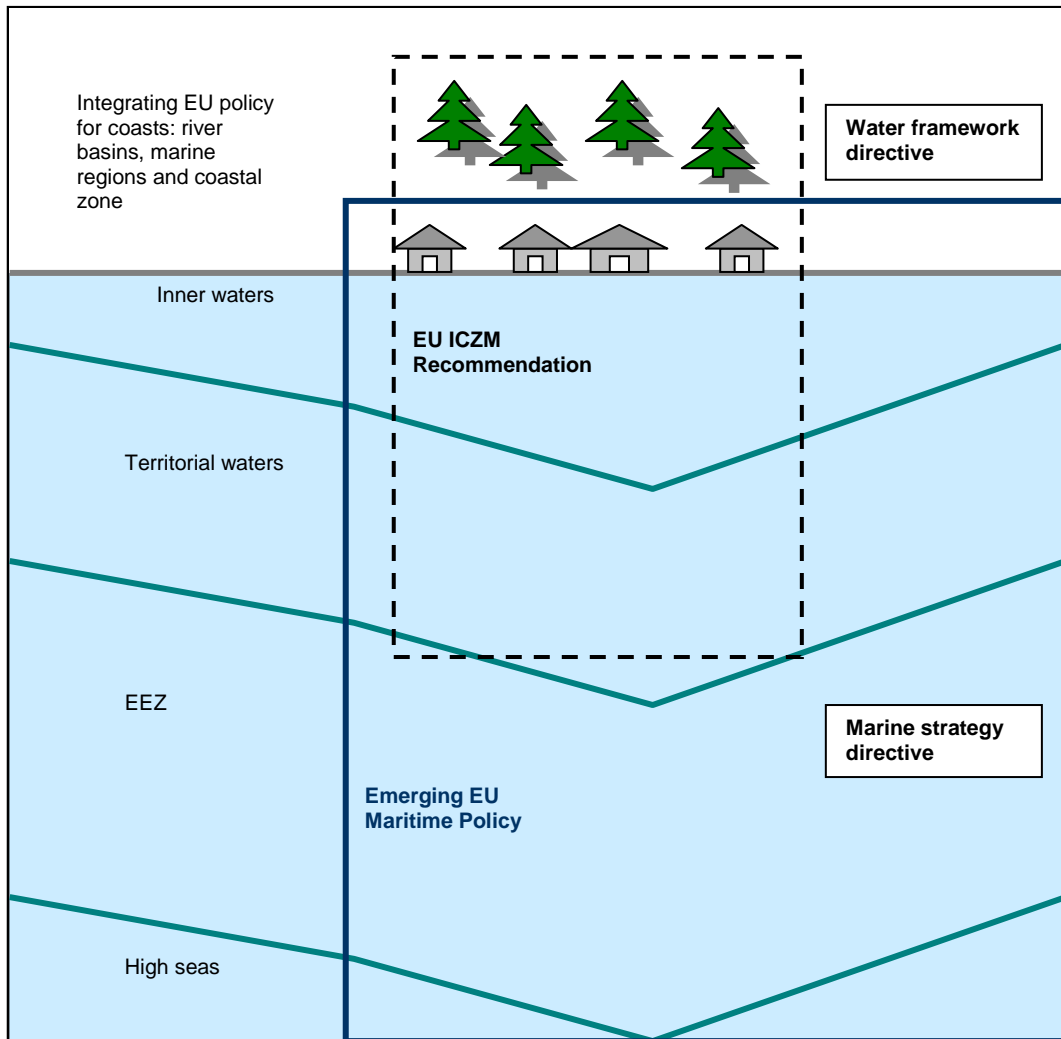 Integrating EU policy
for coasts: river
basins, marine
regions and coastal
zone
Water framework
directive
Inner waters
EU ICZM
Recommendation
Territorial waters
EEZ
Marine strategy
directive
Emerging EU
Maritime Policy
High seas